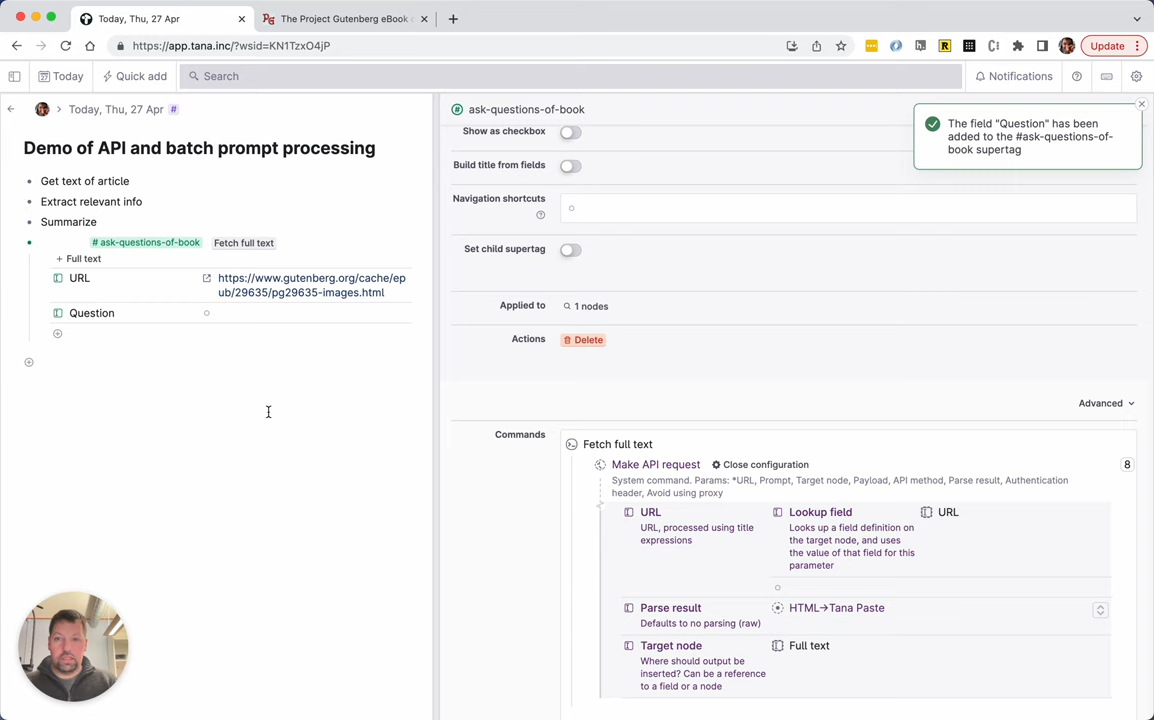 Today, Thu, 27 Apr
The Project Gutenberg eBook
https://app.tana.inc/?wsid=KN1TzxO4jP
Update
Today
Quick add
Search
Notifications
Today, Thu, 27 Apr #
Demo of API and batch prompt processing
Get text of article
Extract relevant info
Summarize
# ask-questions-of-book
Fetch full text
+ Full text
URL
https://www.gutenberg.org/cache/ep
ub/29635/pg29635-images.html
Question
# ask-questions-of-book
Show as checkbox
Build title from fields
Navigation shortcuts
Set child supertag
Applied to
1 nodes
Actions
Delete
The field "Question" has been
added to the #ask-questions-of-
book supertag
Advanced
Commands
Fetch full text
Make API request
Close configuration
8
System command. Params: *URL, Prompt, Target node, Payload, API method, Parse result, Authentication
header, Avoid using proxy
URL
URL, processed using title
expressions
Lookup field
Looks up a field definition on
the target node, and uses
the value of that field for this
parameter
URL
Parse result
Defaults to no parsing (raw)
HTML→Tana Paste
Target node
Where should output be
inserted? Can be a reference
to a field or a node
Full text